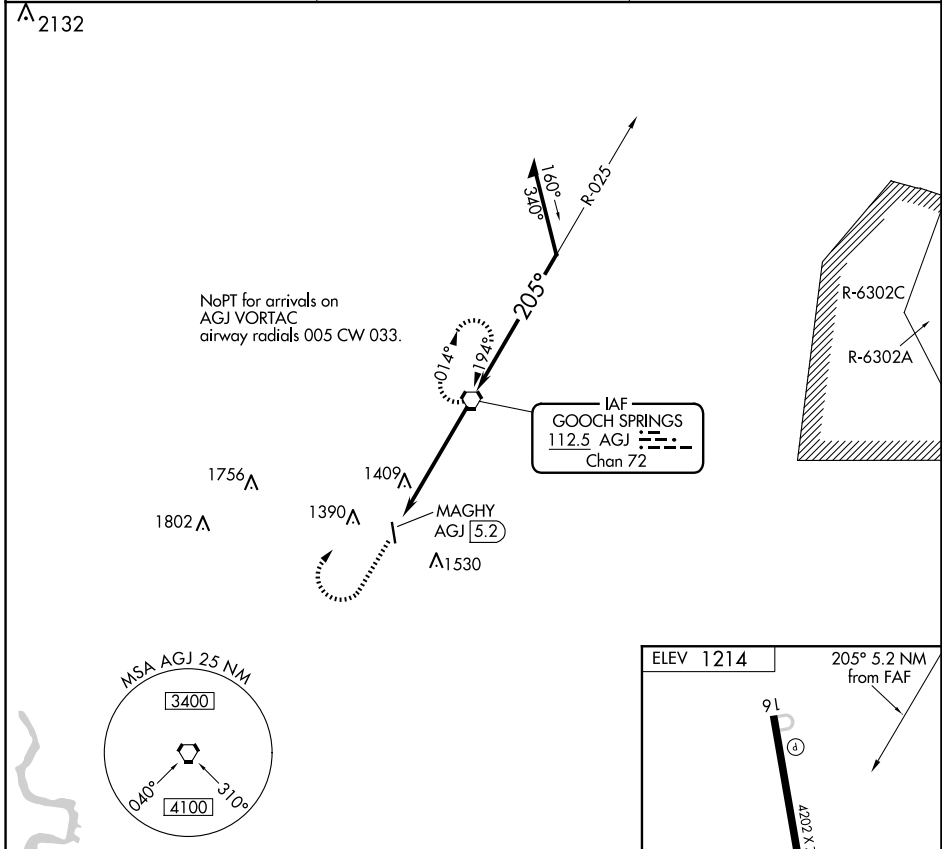 2132
160°
340°
R-025
205°
NoPT for arrivals on
AGJ VORTAC
airway radials 005 CW 033.
014°
194°
R-6302C
R-6302A
IAF
GOOCH SPRINGS
112.5 AGJ
Chan 72
1756
1409
1802
1390
MAGHY
AGJ 5.2
1530
MSA AGJ 25 NM
3400
040°
310°
4100
ELEV 1214
205° 5.2 NM
from FAF
16
P
4202 X